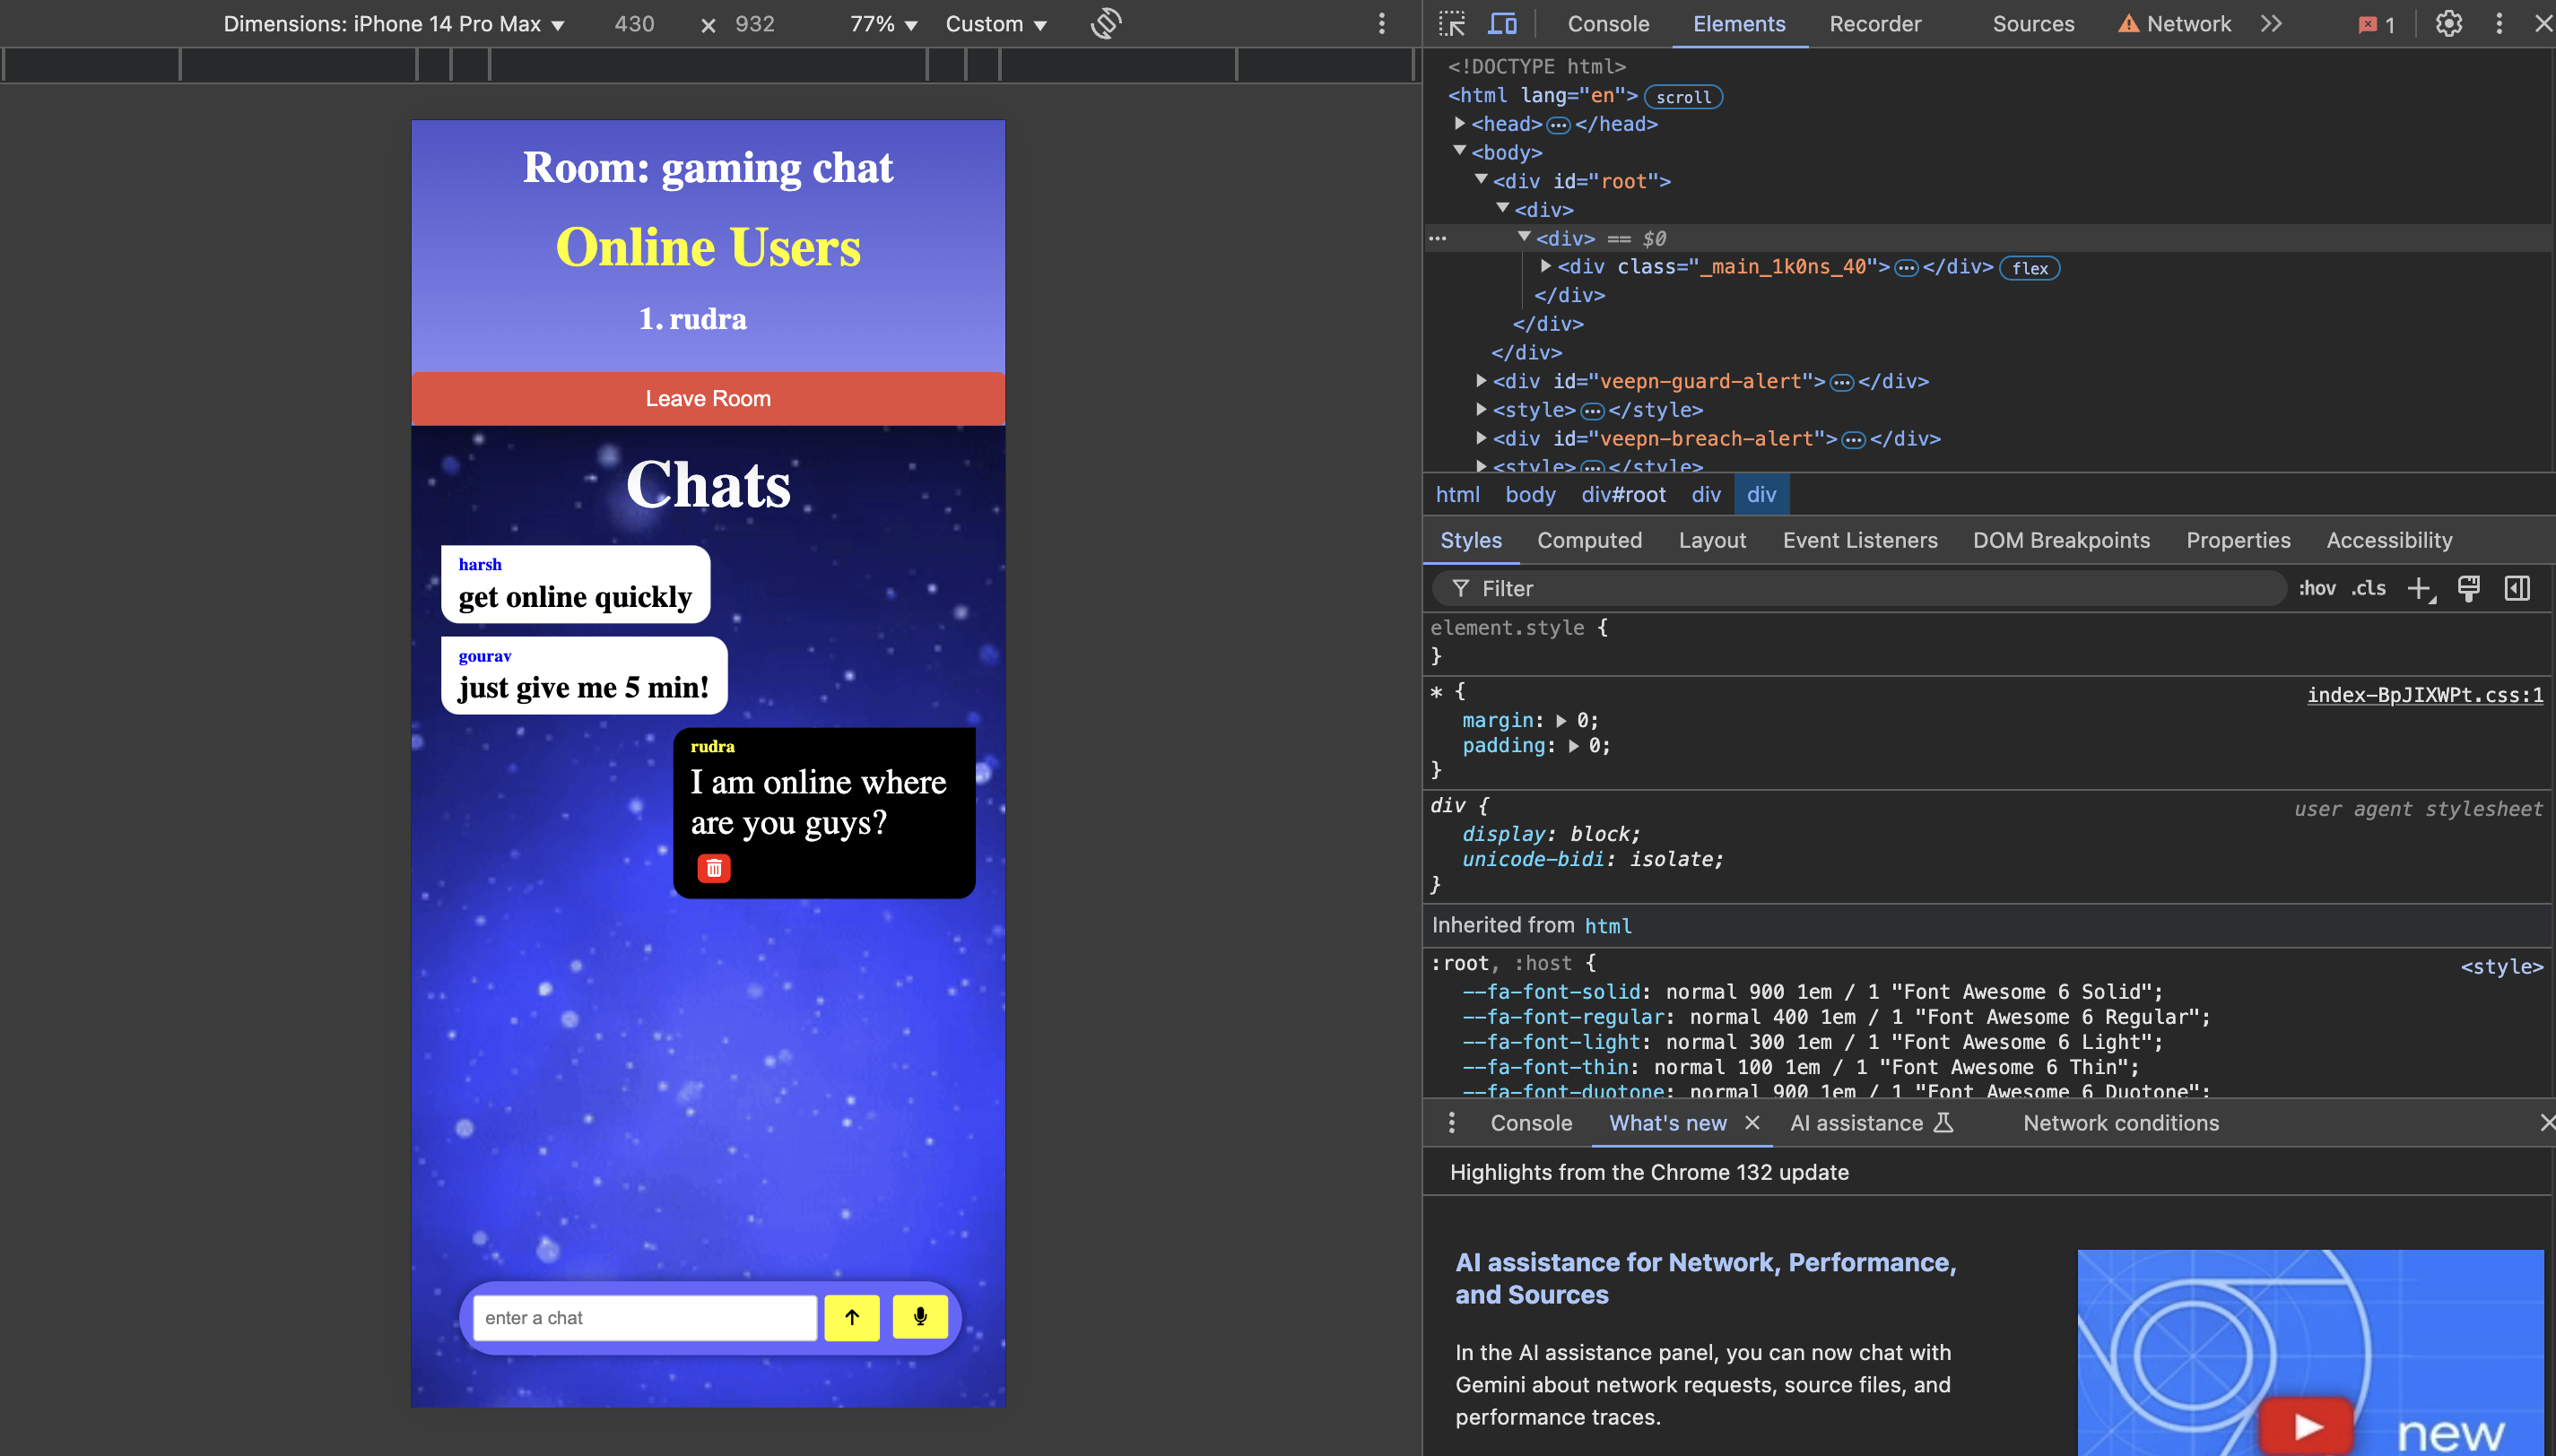 Dimensions: iPhone 14 Pro Max ▼ 430 × 932 77% ▼ Custom ▼
Room: gaming chat
Online Users
1. rudra
Leave Room
Chats
harsh
get online quickly
gourav
just give me 5 min!
rudra
I am online where
are you guys?
enter a chat
Console Elements Recorder Sources Network 1
<!DOCTYPE html>
<html lang="en"> scroll
<head> … </head>
<body>
<div id="root">
<div>
… <div> == $0
<div class="_main_1k0ns_40"> … </div> flex
</div>
</div>
</div>
<div id="veepn-guard-alert"> … </div>
<style> … </style>
<div id="veepn-breach-alert"> … </div>
<style> … </style>
html body div#root div div
Styles Computed Layout Event Listeners DOM Breakpoints Properties Accessibility
Filter :hov .cls
element.style {
}
* { index-BpJIXWPt.css:1
margin: 0;
padding: 0;
}
div { user agent stylesheet
display: block;
unicode-bidi: isolate;
}
Inherited from html
:root, :host { <style>
--fa-font-solid: normal 900 1em / 1 "Font Awesome 6 Solid";
--fa-font-regular: normal 400 1em / 1 "Font Awesome 6 Regular";
--fa-font-light: normal 300 1em / 1 "Font Awesome 6 Light";
--fa-font-thin: normal 100 1em / 1 "Font Awesome 6 Thin";
--fa-font-duotone: normal 900 1em / 1 "Font Awesome 6 Duotone";
Console What's new × AI assistance Network conditions
Highlights from the Chrome 132 update
AI assistance for Network, Performance,
and Sources
In the AI assistance panel, you can now chat with
Gemini about network requests, source files, and
performance traces.
new